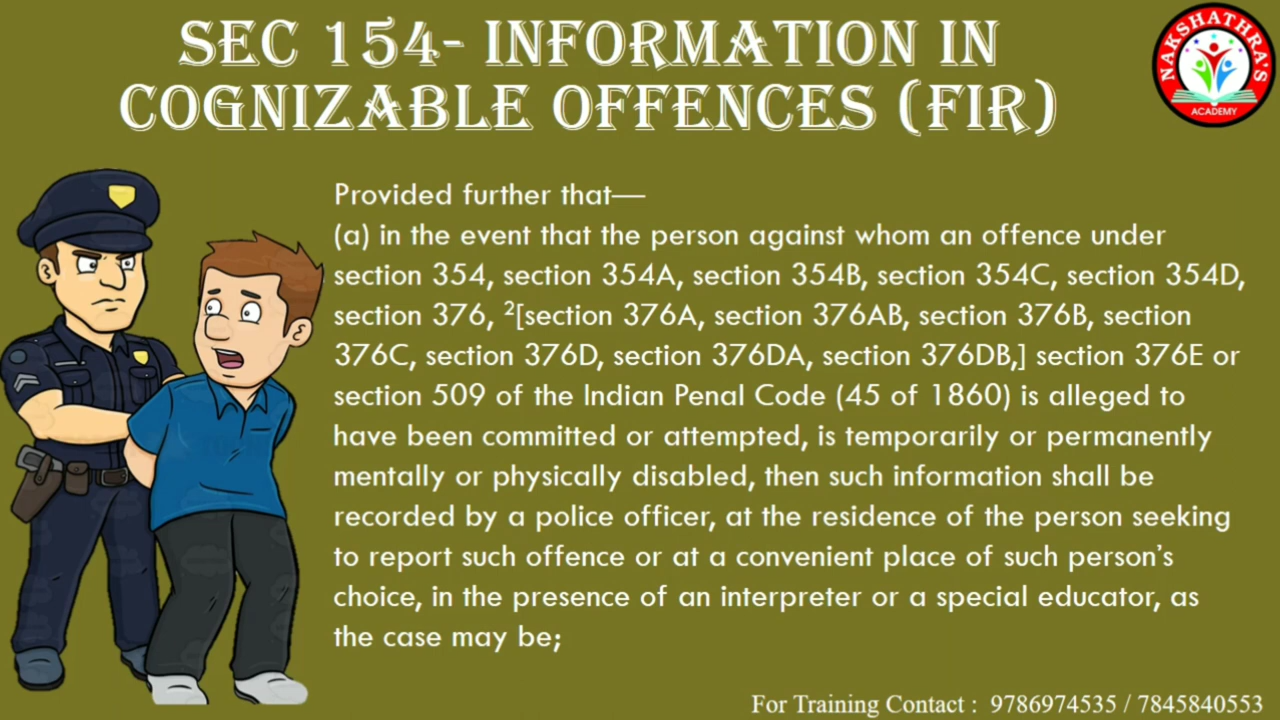 SEC 154- INFORMATION IN
COGNIZABLE OFFENCES (FIR)
NAKSHATHRA'S
ACADEMY
Provided further that—
(a) in the event that the person against whom an offence under
section 354, section 354A, section 354B, section 354C, section 354D,
section 376, ²[section 376A, section 376AB, section 376B, section
376C, section 376D, section 376DA, section 376DB,] section 376E or
section 509 of the Indian Penal Code (45 of 1860) is alleged to
have been committed or attempted, is temporarily or permanently
mentally or physically disabled, then such information shall be
recorded by a police officer, at the residence of the person seeking
to report such offence or at a convenient place of such person’s
choice, in the presence of an interpreter or a special educator, as
the case may be;
For Training Contact : 9786974535 / 7845840553